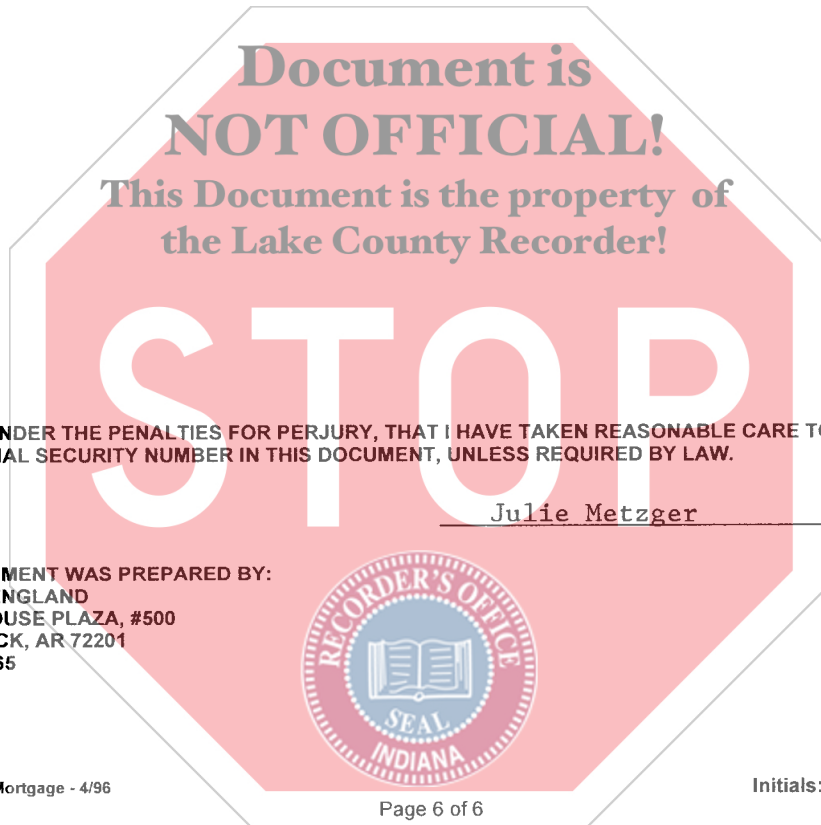 Document is
NOT OFFICIAL!
This Document is the property of
the Lake County Recorder!
STOP
NDER THE PENALTIES FOR PERJURY, THAT I HAVE TAKEN REASONABLE CARE TO
IAL SECURITY NUMBER IN THIS DOCUMENT, UNLESS REQUIRED BY LAW.
Julie Metzger
MENT WAS PREPARED BY:
NGLAND
OUSE PLAZA, #500
CK, AR 72201
65
RECORDER'S OFFICE
SEAL
INDIANA
Mortgage - 4/96
Initials:
Page 6 of 6